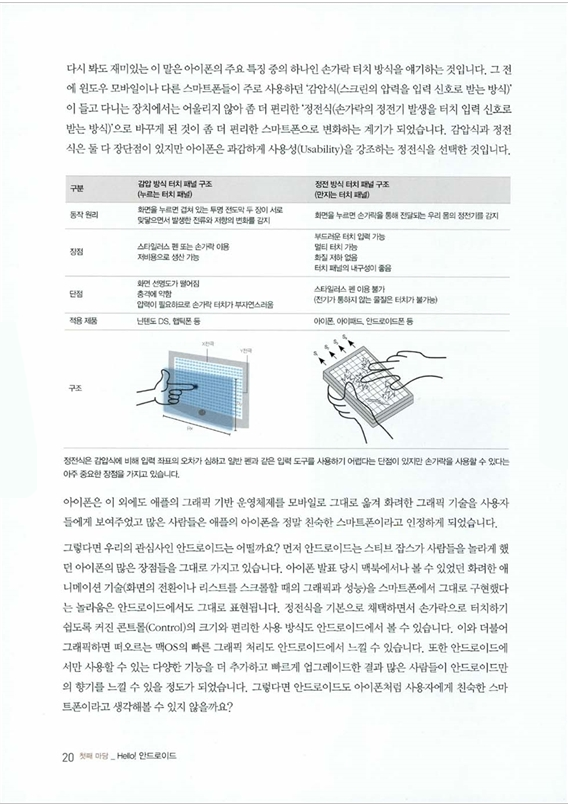 다시 봐도 재미있는 이 말은 아이폰의 주요 특징 중의 하나인 손가락 터치 방식을 얘기하는 것입니다. 그 전
에 윈도우 모바일이나 다른 스마트폰들이 주로 사용하던 '감압식(스크린의 압력을 입력 신호로 받는 방식)'
이 들고 다니는 장치에서는 어울리지 않아 좀 더 편리한 '정전식(손가락의 정전기 발생을 터치 입력 신호로
받는 방식)'으로 바꾸게 된 것이 좀 더 편리한 스마트폰으로 변화하는 계기가 되었습니다. 감압식과 정전
식은 둘 다 장단점이 있지만 아이폰은 과감하게 사용성(Usability)을 강조하는 정전식을 선택한 것입니다.
구분
감압 방식 터치 패널 구조
(누르는 터치 패널)
정전 방식 터치 패널 구조
(만지는 터치 패널)
동작 원리
화면을 누르면 겹쳐 있는 투명 전도막 두 장이 서로
맞닿으면서 발생한 전류와 저항의 변화를 감지
화면을 누르면 손가락을 통해 전달되는 우리 몸의 정전기를 감지
장점
스타일러스 펜 또는 손가락 이용
저비용으로 생산 가능
부드러운 터치 입력 가능
멀티 터치 가능
화질 저하 없음
터치 패널의 내구성이 좋음
단점
화면 선명도가 떨어짐
충격에 약함
압력이 필요하므로 손가락 터치가 부자연스러움
스타일러스 펜 이용 불가
(전기가 통하지 않는 물질은 터치가 불가능)
적용 제품
닌텐도 DS, 햅틱폰 등
아이폰, 아이패드, 안드로이드폰 등
구조
X전극
Y전극
정전식은 감압식에 비해 입력 좌표의 오차가 심하고 일반 펜과 같은 입력 도구를 사용하기 어렵다는 단점이 있지만 손가락을 사용할 수 있다는
아주 중요한 장점을 가지고 있습니다.
아이폰은 이 외에도 애플의 그래픽 기반 운영체제를 모바일로 그대로 옮겨 화려한 그래픽 기술을 사용자
들에게 보여주었고 많은 사람들은 애플의 아이폰을 정말 친숙한 스마트폰이라고 인정하게 되었습니다.
그렇다면 우리의 관심사인 안드로이드는 어떨까요? 먼저 안드로이드는 스티브 잡스가 사람들을 놀라게 했
던 아이폰의 많은 장점들을 그대로 가지고 있습니다. 아이폰 발표 당시 맥북에서나 볼 수 있었던 화려한 애
니메이션 기술(화면의 전환이나 리스트를 스크롤할 때의 그래픽과 성능)을 스마트폰에서 그대로 구현했다
는 놀라움은 안드로이드에서도 그대로 표현됩니다. 정전식을 기본으로 채택하면서 손가락으로 터치하기
쉽도록 커진 콘트롤(Control)의 크기와 편리한 사용 방식도 안드로이드에서 볼 수 있습니다. 이와 더불어
그래픽하면 떠오르는 맥OS의 빠른 그래픽 처리도 안드로이드에서 느낄 수 있습니다. 또한 안드로이드에
서만 사용할 수 있는 다양한 기능을 더 추가하고 빠르게 업그레이드한 결과 많은 사람들이 안드로이드만
의 향기를 느낄 수 있을 정도가 되었습니다. 그렇다면 안드로이드도 아이폰처럼 사용자에게 친숙한 스마
트폰이라고 생각해볼 수 있지 않을까요?
20 첫째 마당 _ Hello! 안드로이드